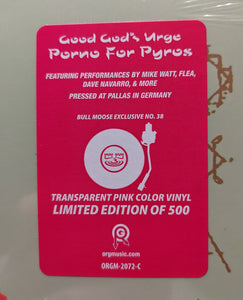 Good God's Urge
Porno For Pyros
FEATURING PERFORMANCES BY MIKE WATT, FLEA,
DAVE NAVARRO, & MORE
PRESSED AT PALLAS IN GERMANY
BULL MOOSE EXCLUSIVE NO. 38
TRANSPARENT PINK COLOR VINYL
LIMITED EDITION OF 500
orgmusic.com
ORGM-2072-C